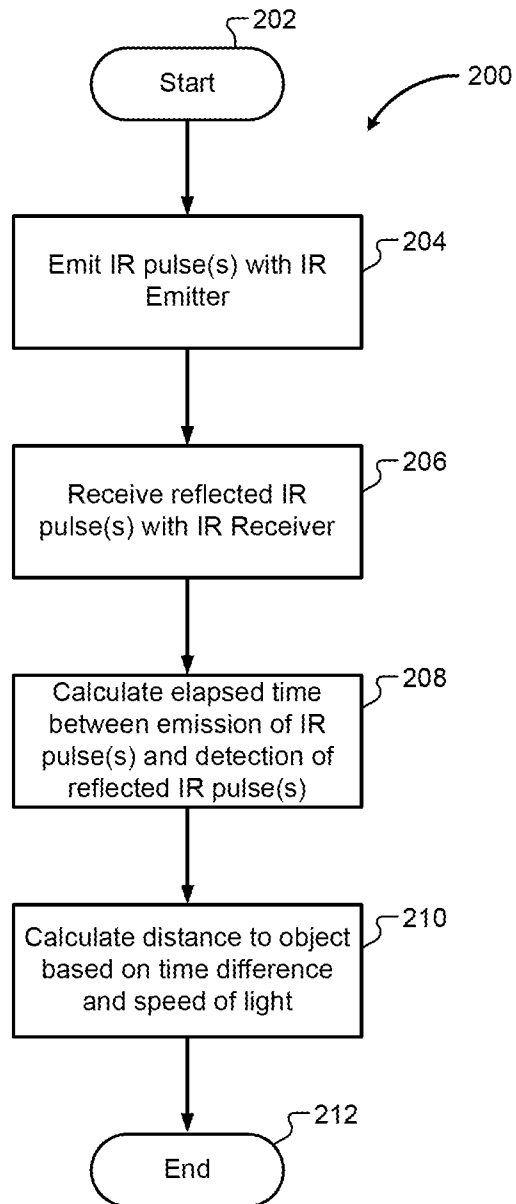 202
Start
200
204
Emit IR pulse(s) with IR
Emitter
206
Receive reflected IR
pulse(s) with IR Receiver
208
Calculate elapsed time
between emission of IR
pulse(s) and detection of
reflected IR pulse(s)
210
Calculate distance to object
based on time difference
and speed of light
212
End